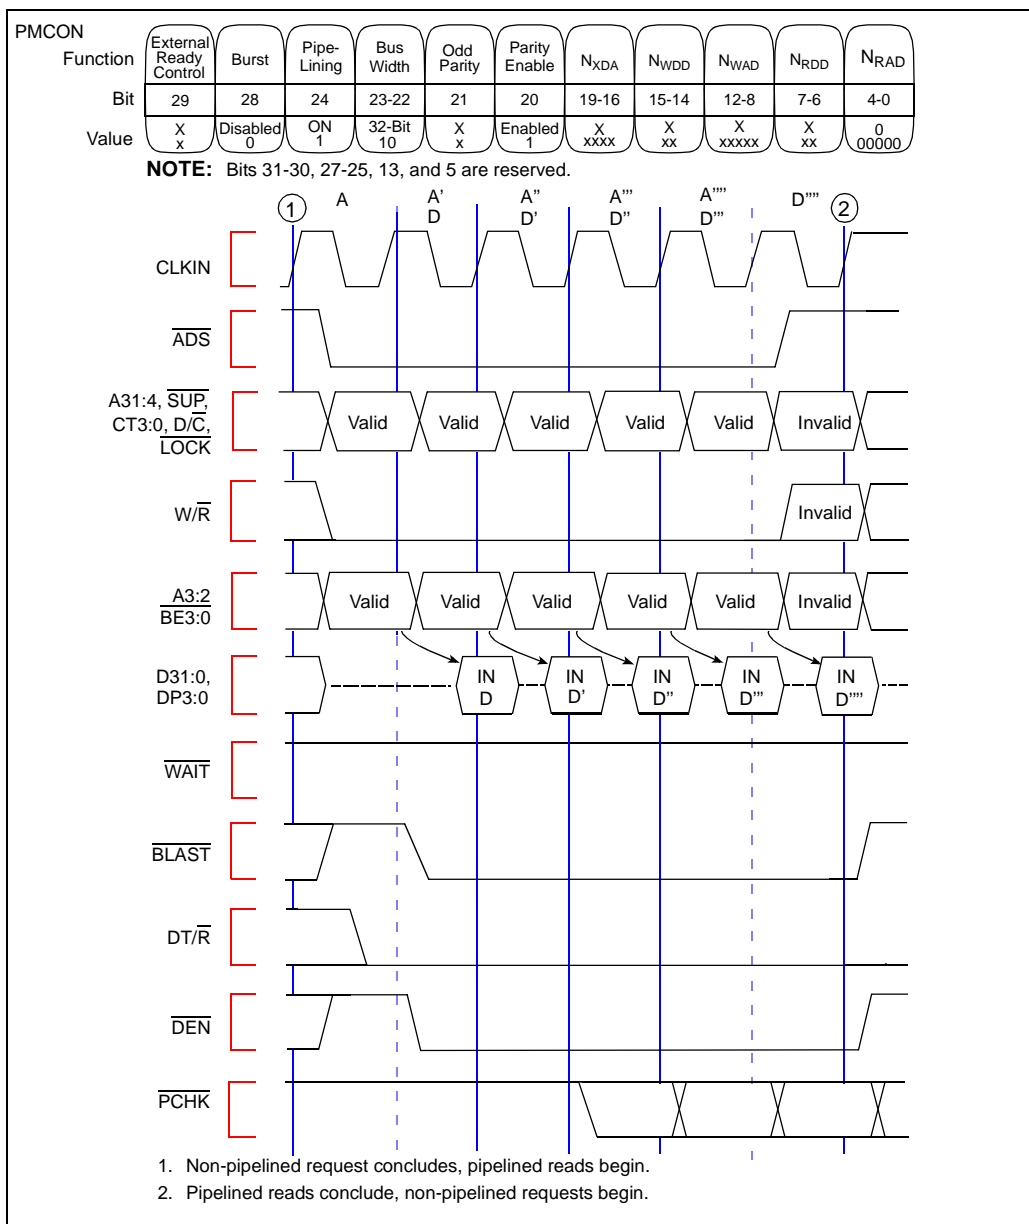 PMCON
Function External Ready Control Burst Pipe-Lining Bus Width Odd Parity Parity Enable NXDA NWDD NWAD NRDD NRAD
Bit 29 28 24 23-22 21 20 19-16 15-14 12-8 7-6 4-0
Value X x Disabled 0 ON 1 32-Bit 10 X x Enabled 1 X xxxx X xx X xxxxx X xx 0 00000
NOTE: Bits 31-30, 27-25, 13, and 5 are reserved.
1 A A' A'' A''' A'''' D'''' 2
D D' D'' D'''
CLKIN
ADS
A31:4, SUP,
CT3:0, D/C,
LOCK
Valid Valid Valid Valid Valid Invalid
W/R
Invalid
A3:2
BE3:0
Valid Valid Valid Valid Valid Invalid
D31:0,
DP3:0
IN IN IN IN IN
D D' D'' D''' D''''
WAIT
BLAST
DT/R
DEN
PCHK
1. Non-pipelined request concludes, pipelined reads begin.
2. Pipelined reads conclude, non-pipelined requests begin.